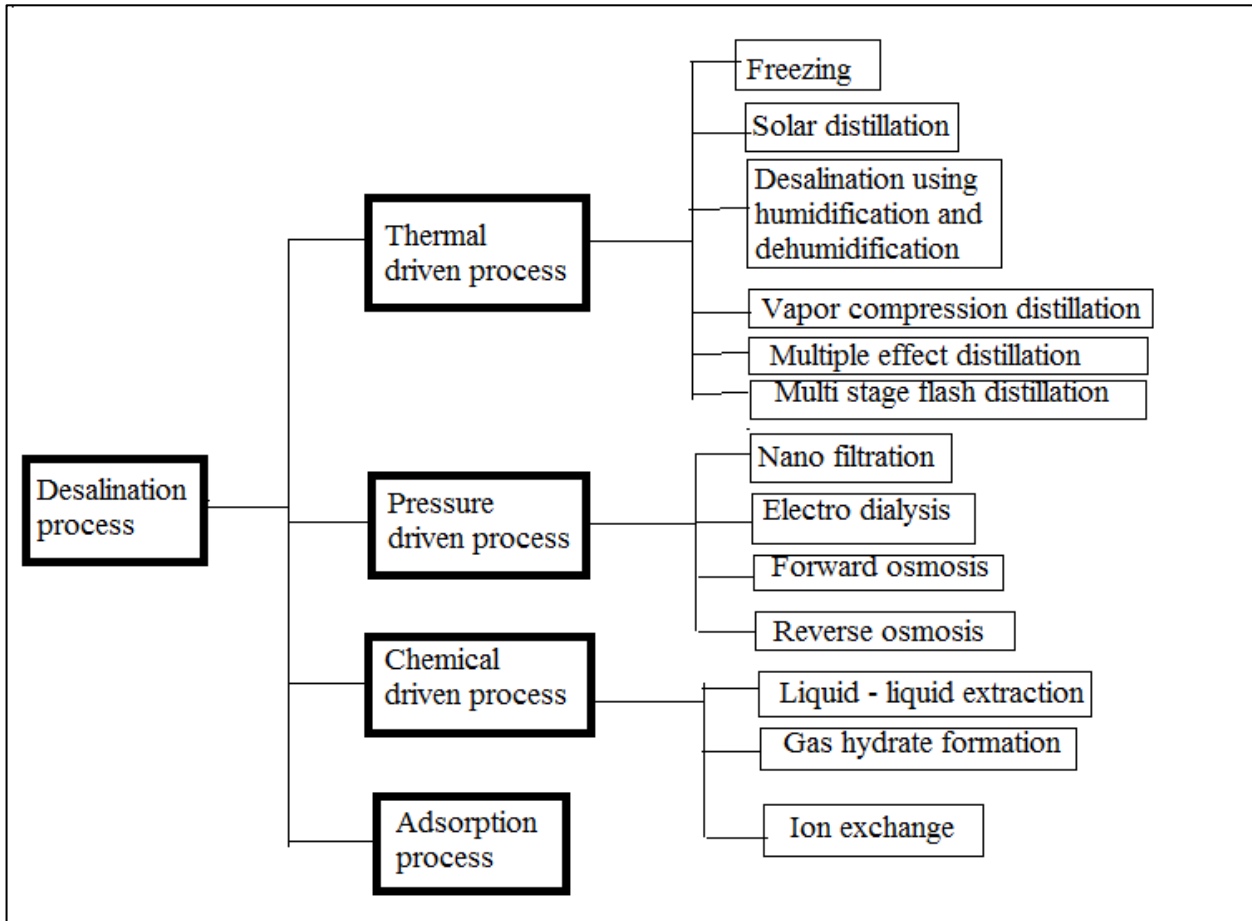 Freezing
Solar distillation
Desalination using
humidification and
dehumidification
Thermal
driven process
Vapor compression distillation
Multiple effect distillation
Multi stage flash distillation
Nano filtration
Desalination
process
Pressure
driven process
Electro dialysis
Forward osmosis
Reverse osmosis
Chemical
driven process
Liquid - liquid extraction
Gas hydrate formation
Adsorption
process
Ion exchange